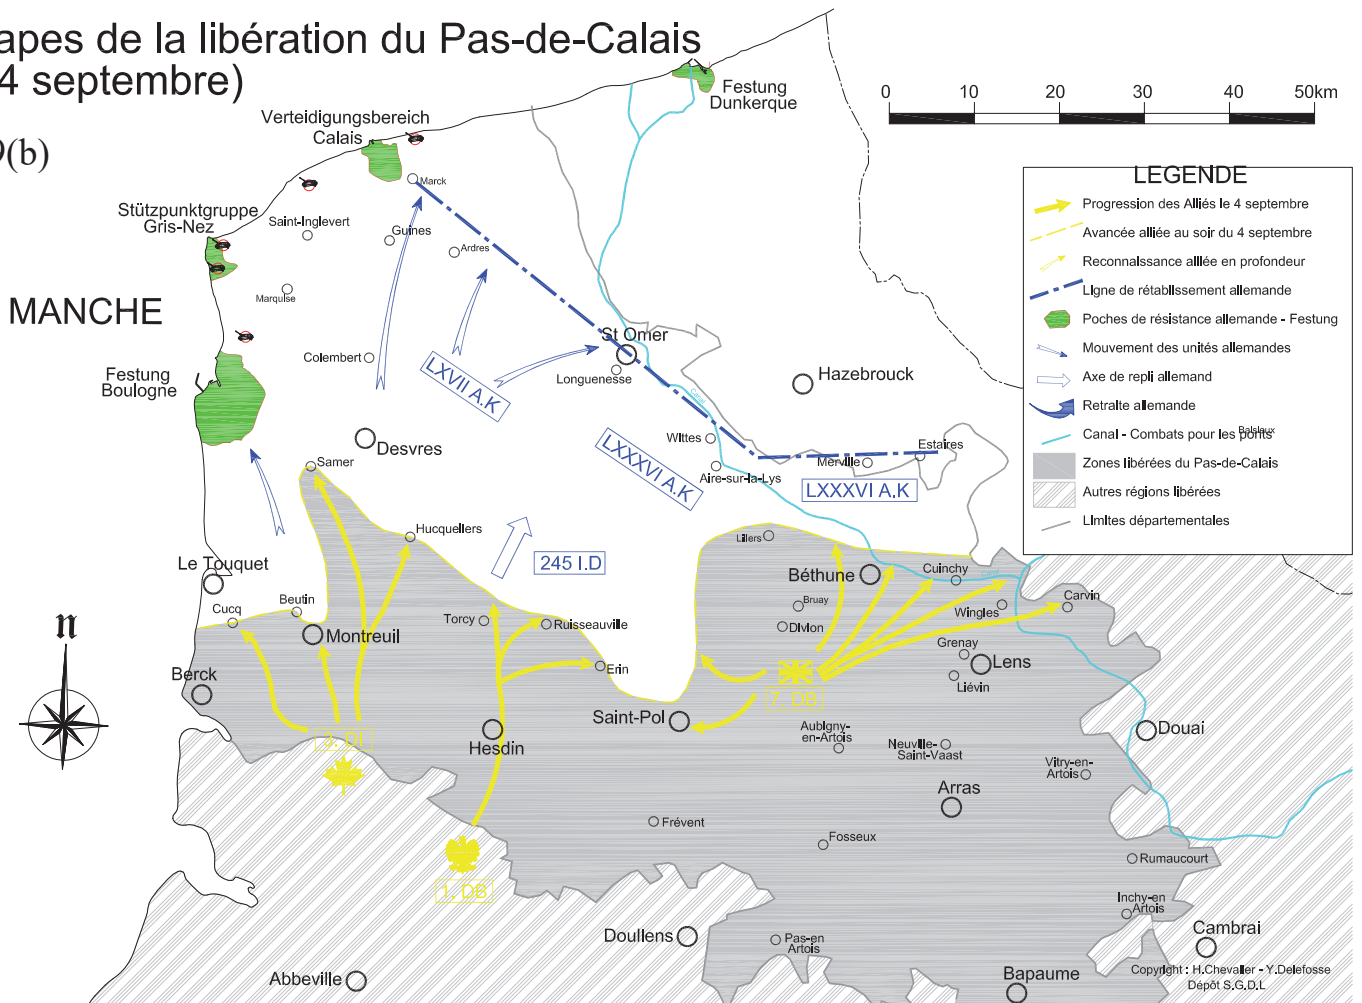 apes de la libération du Pas-de-Calais
4 septembre)
9(b)
Festung
Dunkerque
0 10 20 30 40 50km
Verteidigungsbereich
Calais
Marck
Stützpunktgruppe
Gris-Nez
Saint-Inglevert
Guines
Ardres
Marquise
MANCHE
Colembert
St Omer
Longuenesse
LXVII A.K
Hazebrouck
Festung
Boulogne
Desvres
Samer
Wittes
Aire-sur-la-Lys
Merville
Estaires
LXXXVI A.K
LXXXVI A.K
Canal
LEGENDE
Progression des Alliés le 4 septembre
Avancée alliée au soir du 4 septembre
Reconnaissance alliée en profondeur
Ligne de rétablissement allemande
Poches de résistance allemande - Festung
Mouvement des unités allemandes
Axe de repli allemand
Retraite allemande
Canal - Combats pour les ponts
Baisieux
Zones libérées du Pas-de-Calais
Autres régions libérées
Limites départementales
Hucquellers
245 I.D
Lillers
Le Touquet
Cucq
Beutin
Montreuil
Torcy
Ruisseauville
Erin
Béthune
Bruay
Divion
Cuinchy
Canal
Wingles
Carvin
Grenay
Lens
Liévin
n
Berck
3. DI
Hesdin
Saint-Pol
7. DB
Aubigny-
en-Artois
Neuville-
Saint-Vaast
Vitry-en-
Artois
Douai
Arras
Frévent
Fosseux
1. DB
Rumaucourt
Inchy-en
Artois
Doullens
Pas-en
Artois
Cambrai
Abbeville
Bapaume
Copyright : H.Chevalier - Y.Delefosse
Dépôt S.G.D.L